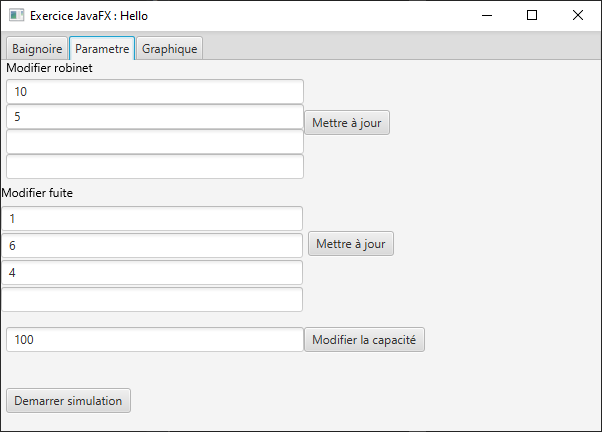 Exercice JavaFX : Hello
Baignoire Parametre Graphique
Modifier robinet
10
5
Mettre à jour
Modifier fuite
1
6
Mettre à jour
4
100 Modifier la capacité
Demarrer simulation